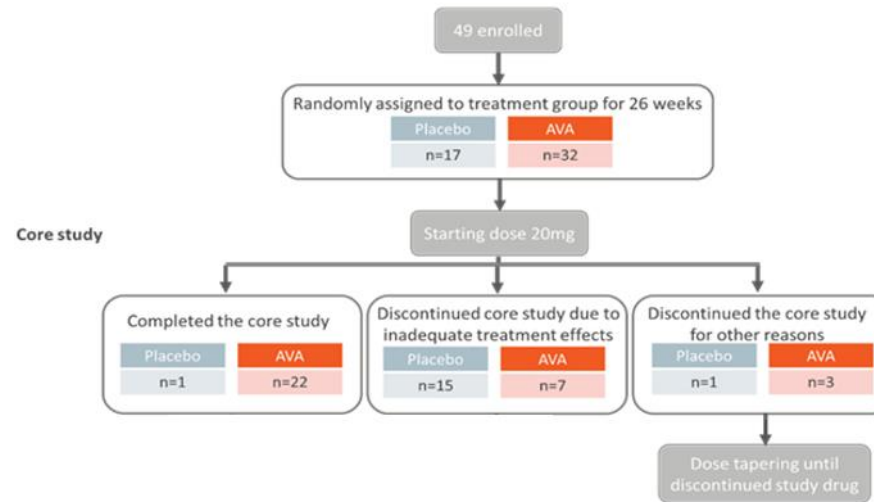 49 enrolled
Randomly assigned to treatment group for 26 weeks
Placebo AVA
n=17 n=32
Core study
Starting dose 20mg
Completed the core study
Placebo AVA
n=1 n=22
Discontinued core study due to
inadequate treatment effects
Placebo AVA
n=15 n=7
Discontinued the core study
for other reasons
Placebo AVA
n=1 n=3
Dose tapering until
discontinued study drug